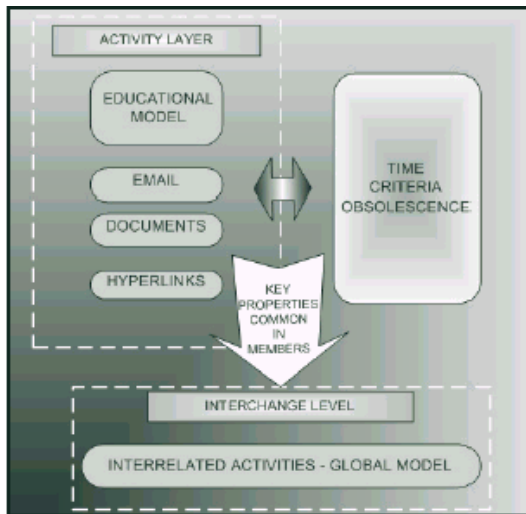 ACTIVITY LAYER
EDUCATIONAL
MODEL
EMAIL
DOCUMENTS
HYPERLINKS
TIME
CRITERIA
OBSOLESCENCE
KEY
PROPERTIES
COMMON
IN
MEMBERS
INTERCHANGE LEVEL
INTERRELATED ACTIVITIES - GLOBAL MODEL